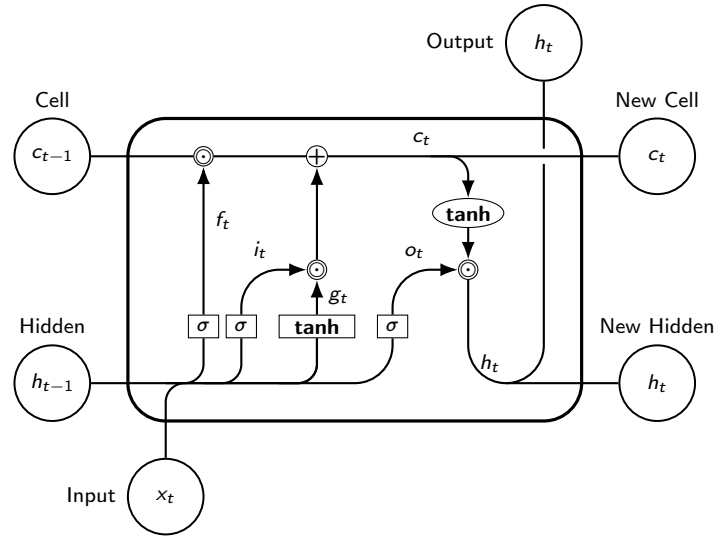 Output
h_t
Cell
New Cell
c_{t−1}
c_t
c_t
tanh
f_t
i_t
o_t
g_t
Hidden
σ
σ
tanh
σ
New Hidden
h_{t−1}
h_t
h_t
Input
x_t